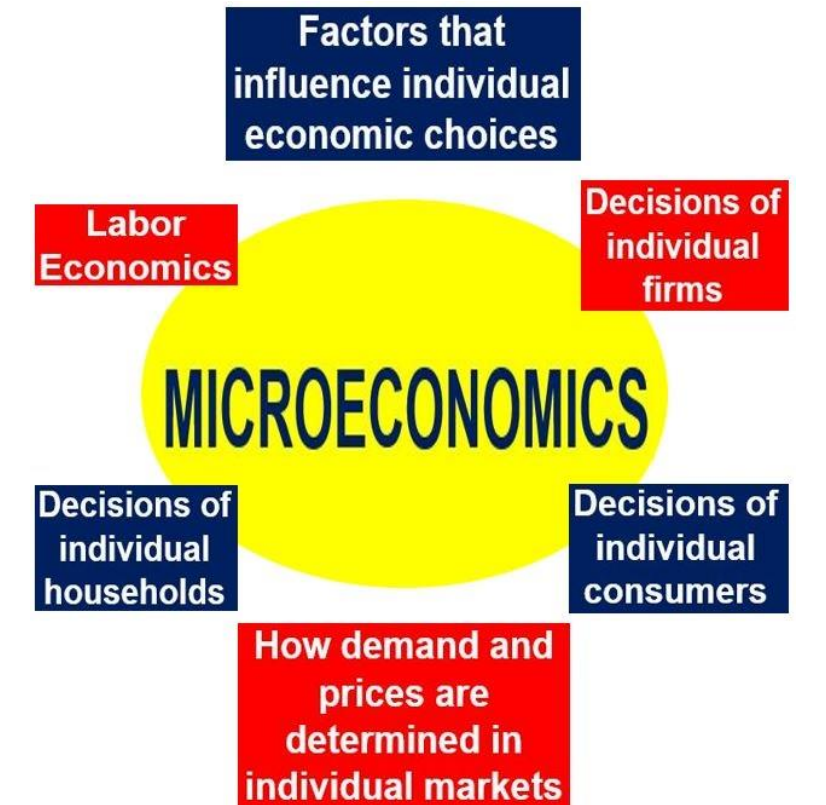 Factors that
influence individual
economic choices
Labor
Economics
Decisions of
individual
firms
MICROECONOMICS
Decisions of
individual
households
Decisions of
individual
consumers
How demand and
prices are
determined in
individual markets